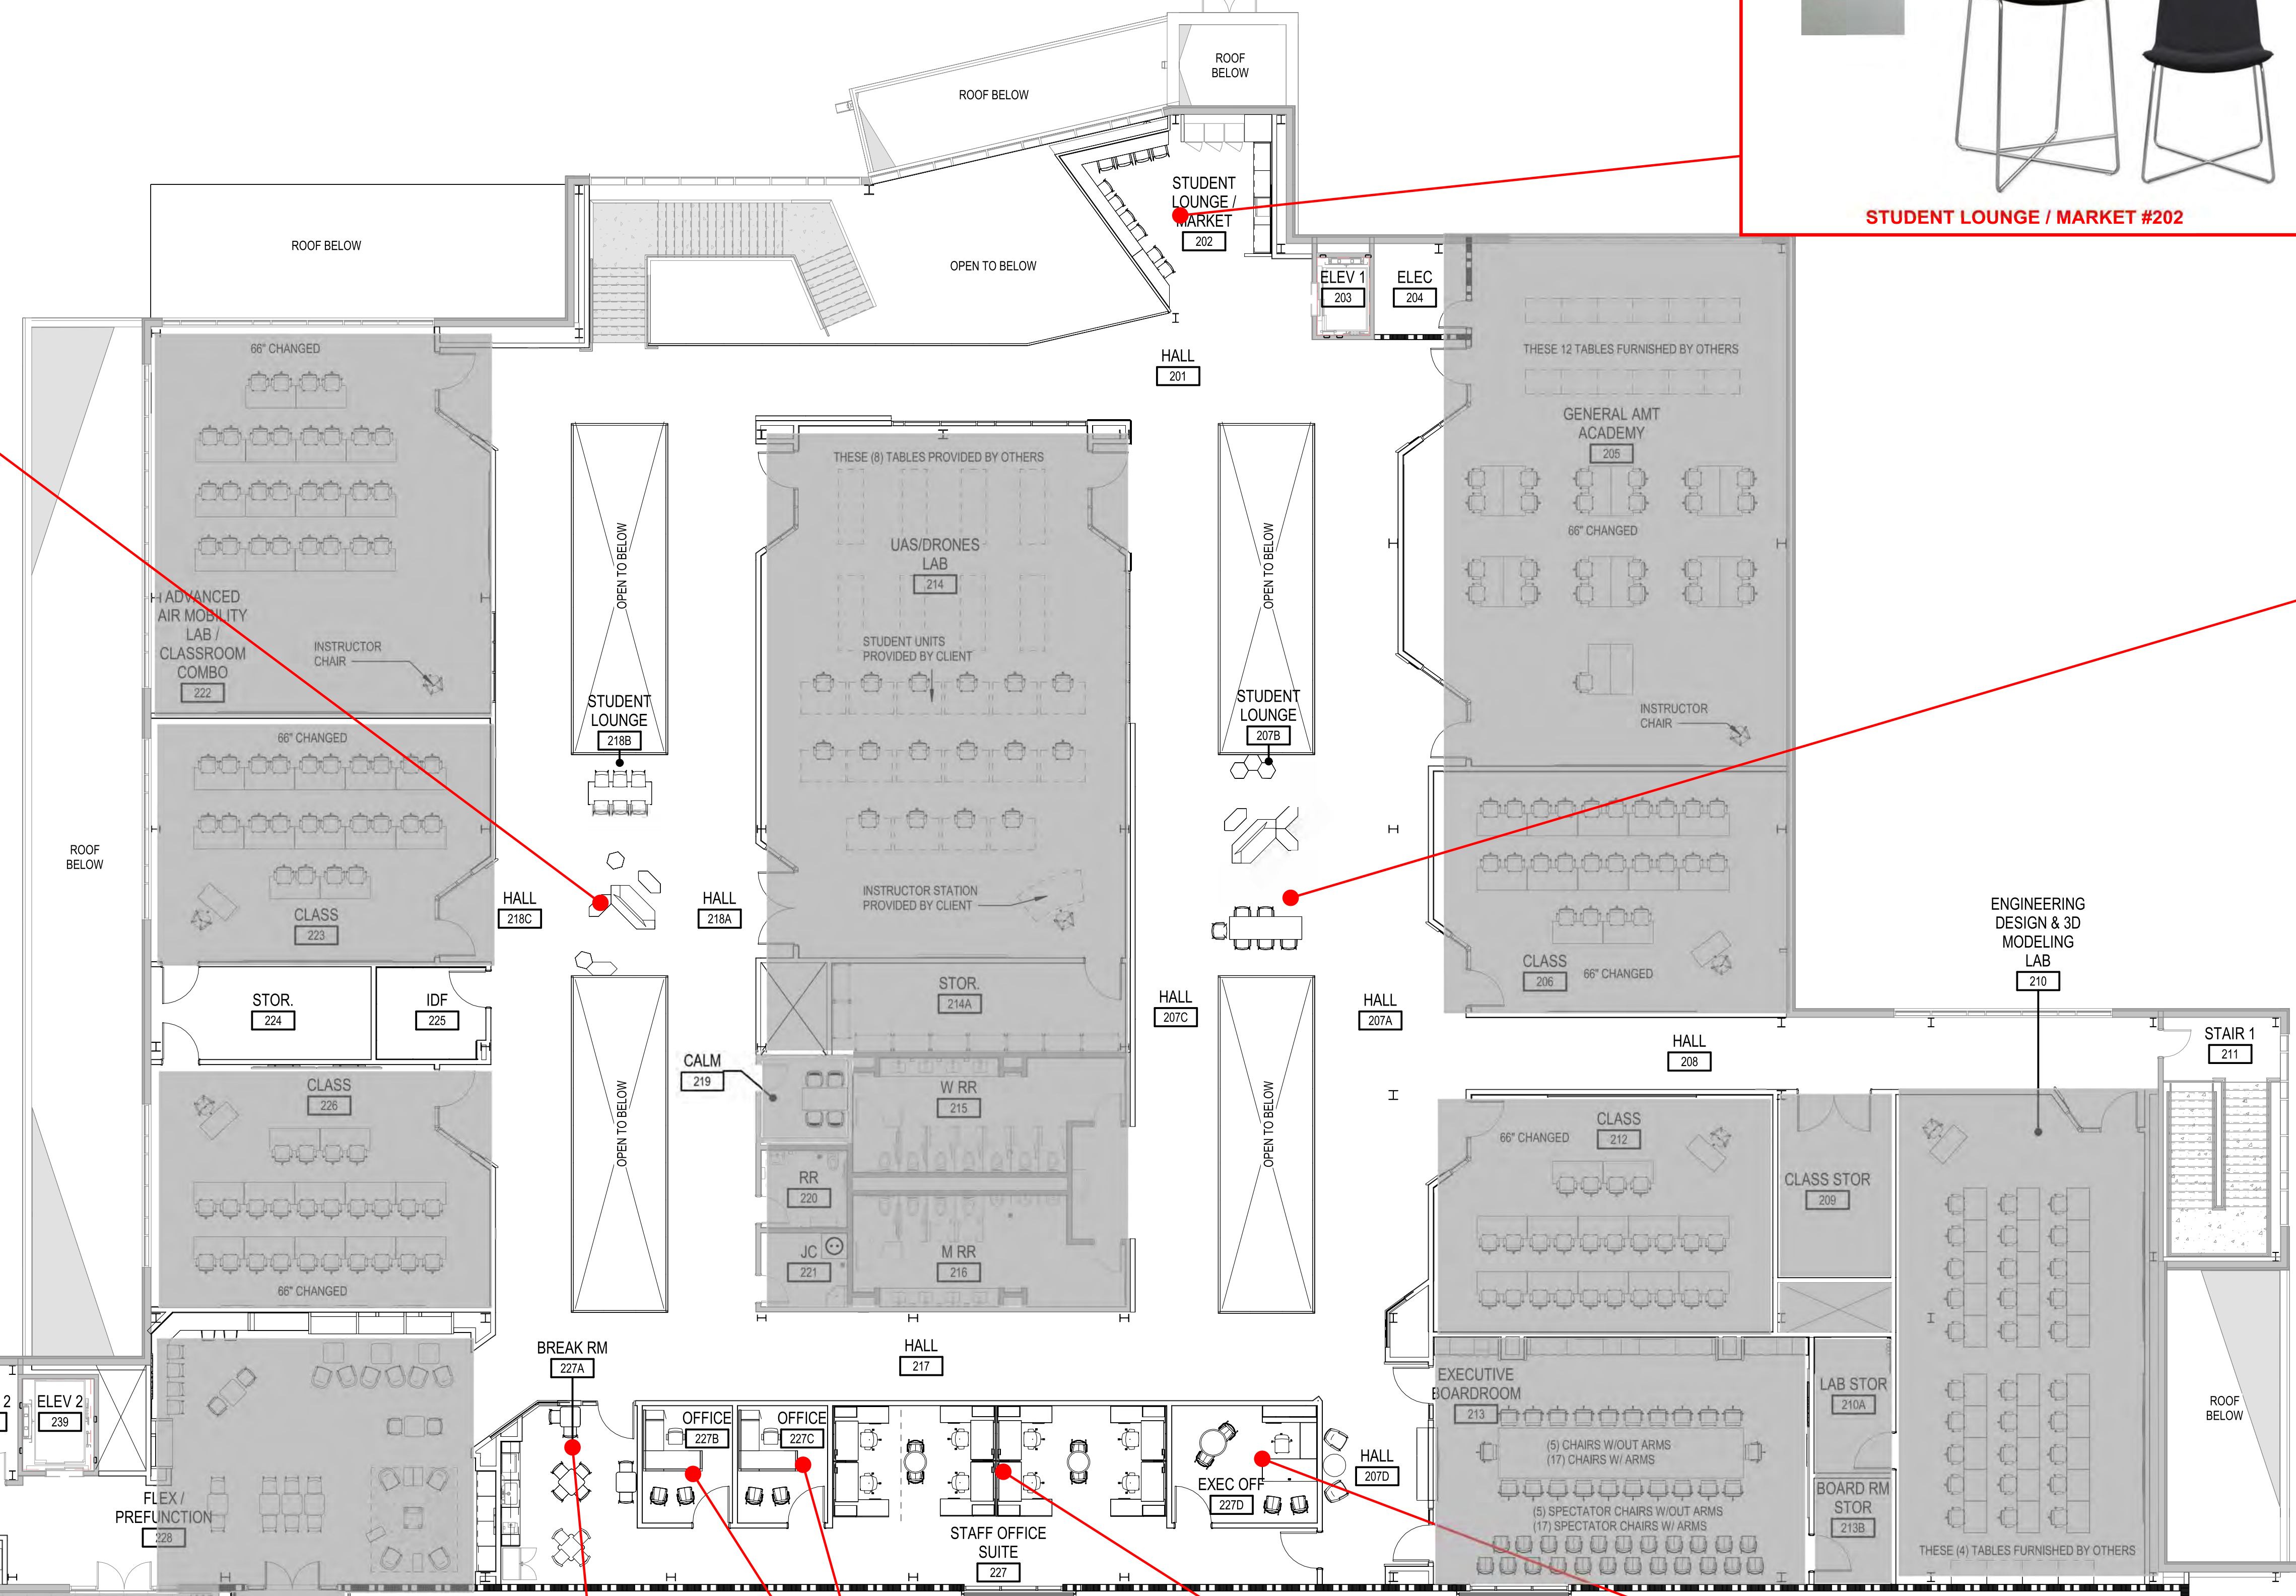 ROOF
BELOW
ROOF BELOW
STUDENT LOUNGE / MARKET #202
STUDENT
LOUNGE /
MARKET
202
ROOF BELOW
OPEN TO BELOW
ELEV 1
203
ELEC
204
HALL
201
66" CHANGED
ADVANCED
AIR MOBILITY
LAB /
CLASSROOM
COMBO
222
INSTRUCTOR
CHAIR
THESE 12 TABLES FURNISHED BY OTHERS
GENERAL AMT
ACADEMY
205
66" CHANGED
INSTRUCTOR
CHAIR
THESE (8) TABLES PROVIDED BY OTHERS
UAS/DRONES
LAB
214
STUDENT UNITS
PROVIDED BY CLIENT
INSTRUCTOR STATION
PROVIDED BY CLIENT
OPEN TO BELOW
OPEN TO BELOW
STUDENT
LOUNGE
218B
STUDENT
LOUNGE
207B
66" CHANGED
CLASS
223
ROOF
BELOW
HALL
218C
HALL
218A
CLASS
206
66" CHANGED
ENGINEERING
DESIGN & 3D
MODELING
LAB
210
STOR.
224
IDF
225
STOR.
214A
HALL
207C
HALL
207A
HALL
208
STAIR 1
211
CALM
219
W RR
215
RR
220
JC
221
M RR
216
OPEN TO BELOW
OPEN TO BELOW
CLASS
226
66" CHANGED
66" CHANGED
CLASS
212
CLASS STOR
209
BREAK RM
227A
HALL
217
EXECUTIVE
BOARDROOM
213
(5) CHAIRS W/OUT ARMS
(17) CHAIRS W/ ARMS
(5) SPECTATOR CHAIRS W/OUT ARMS
(17) SPECTATOR CHAIRS W/ ARMS
LAB STOR
210A
BOARD RM
STOR
213B
THESE (4) TABLES FURNISHED BY OTHERS
ROOF
BELOW
2
ELEV 2
239
FLEX /
PREFUNCTION
228
OFFICE
227B
OFFICE
227C
STAFF OFFICE
SUITE
227
EXEC OFF
227D
HALL
207D